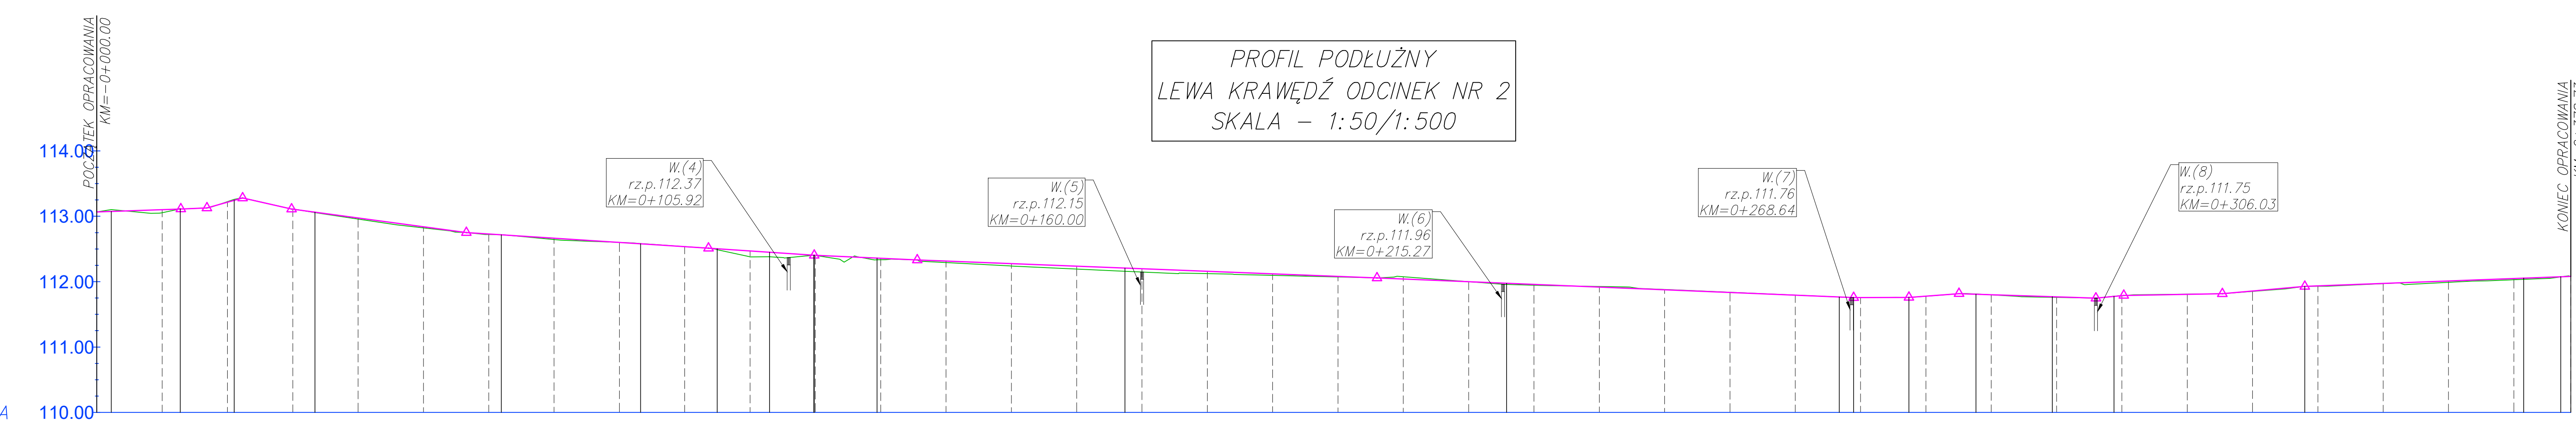 POCZĄTEK OPRACOWANIA
KM=-0+000.00
PROFIL PODŁUŻNY
LEWA KRAWĘDŹ ODCINEK NR 2
SKALA - 1:50/1:500
KONIEC OPRACOWANIA
114.00
113.00
112.00
111.00
110.00
W.(4)
rz.p.112.37
KM=0+105.92
W.(5)
rz.p.112.15
KM=0+160.00
W.(6)
rz.p.111.96
KM=0+215.27
W.(7)
rz.p.111.76
KM=0+268.64
W.(8)
rz.p.111.75
KM=0+306.03
A